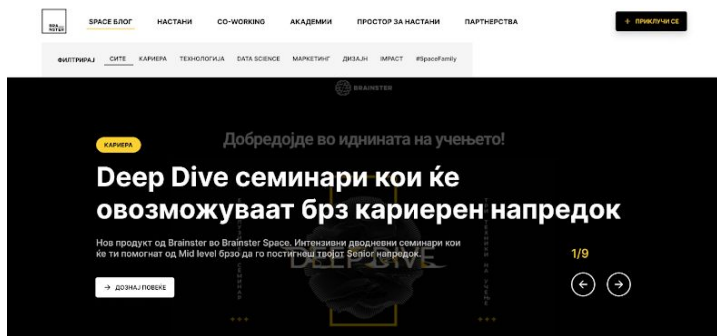 BRAINSTER
SPACE БЛОГ
НАСТАНИ
CO-WORKING
АКАДЕМИИ
ПРОСТОР ЗА НАСТАНИ
ПАРТНЕРСТВА
+ ПРИКЛУЧИ СЕ
ФИЛТРИРАЈ
СИТЕ
КАРИЕРА
ТЕХНОЛОГИЈА
DATA SCIENCE
МАРКЕТИНГ
ДИЗАЈН
IMPACT
#SpaceFamily
BRAINSTER
Добредојде во иднината на учењето!
КАРИЕРА
Deep Dive семинари кои ќе
овозможуваат брз кариерен напредок
Нов продукт од Brainster во Brainster Space. Интензивни дводневни семинари кои
ќе ти помогнат од Mid level брзо да го постигнеш твојот Senior напредок.
DEEP DIVE
1/9
→ ДОЗНАЈ ПОВЕЌЕ